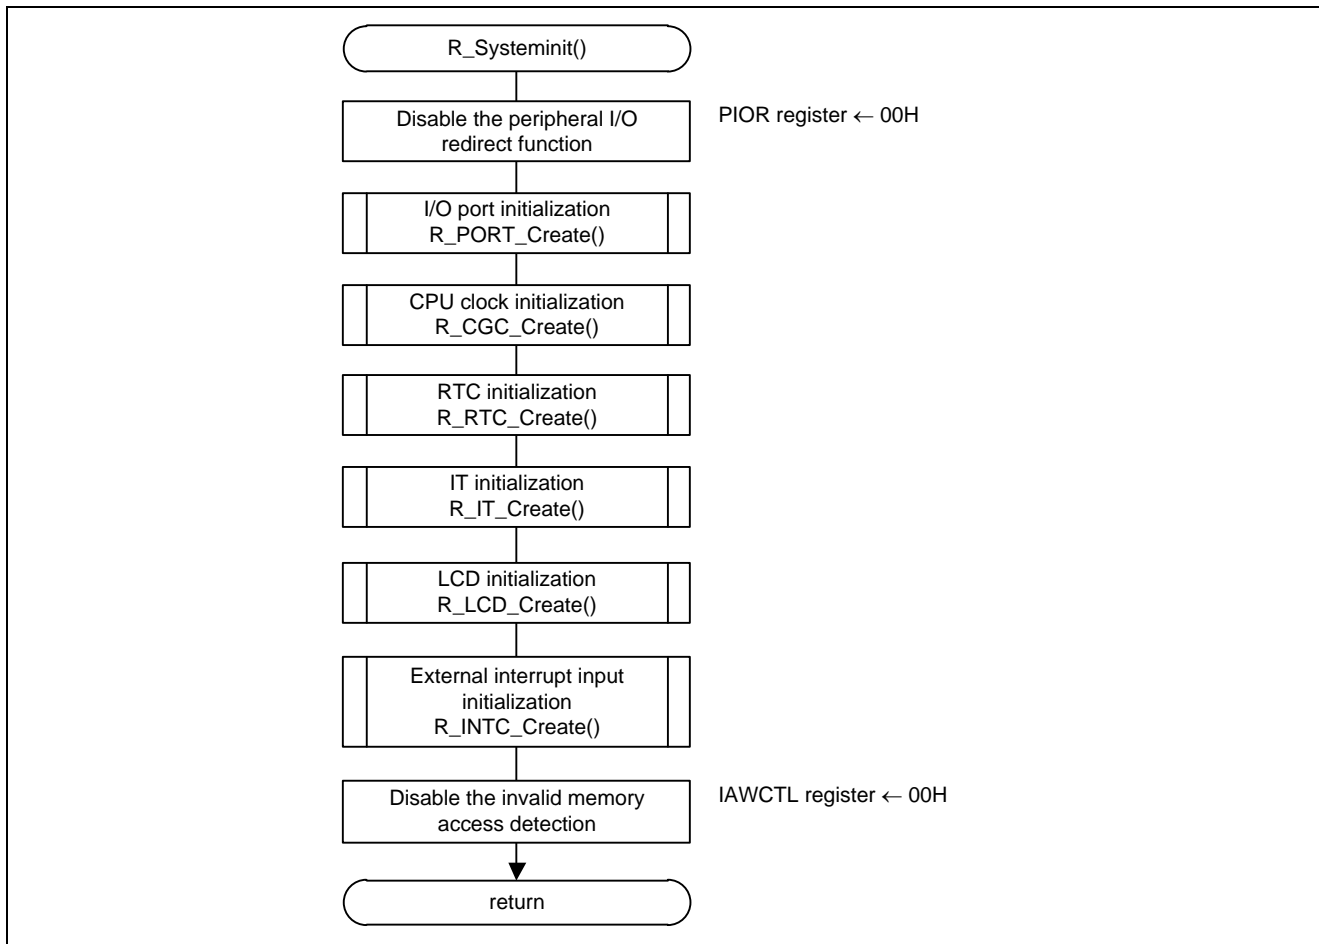 R_Systeminit()
Disable the peripheral I/O
redirect function
PIOR register ← 00H
I/O port initialization
R_PORT_Create()
CPU clock initialization
R_CGC_Create()
RTC initialization
R_RTC_Create()
IT initialization
R_IT_Create()
LCD initialization
R_LCD_Create()
External interrupt input
initialization
R_INTC_Create()
Disable the invalid memory
access detection
IAWCTL register ← 00H
return